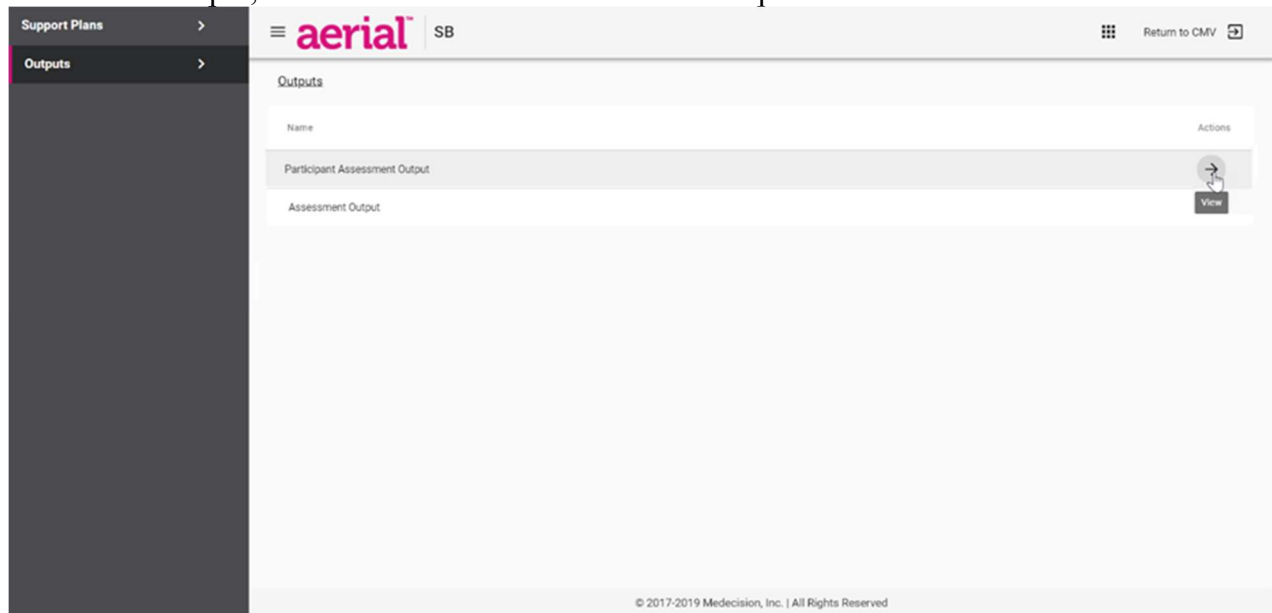 Support Plans
Outputs
aerial™ SB
Return to CMV
Outputs
Name Actions
Participant Assessment Output
Assessment Output
View
© 2017-2019 Medecision, Inc. | All Rights Reserved